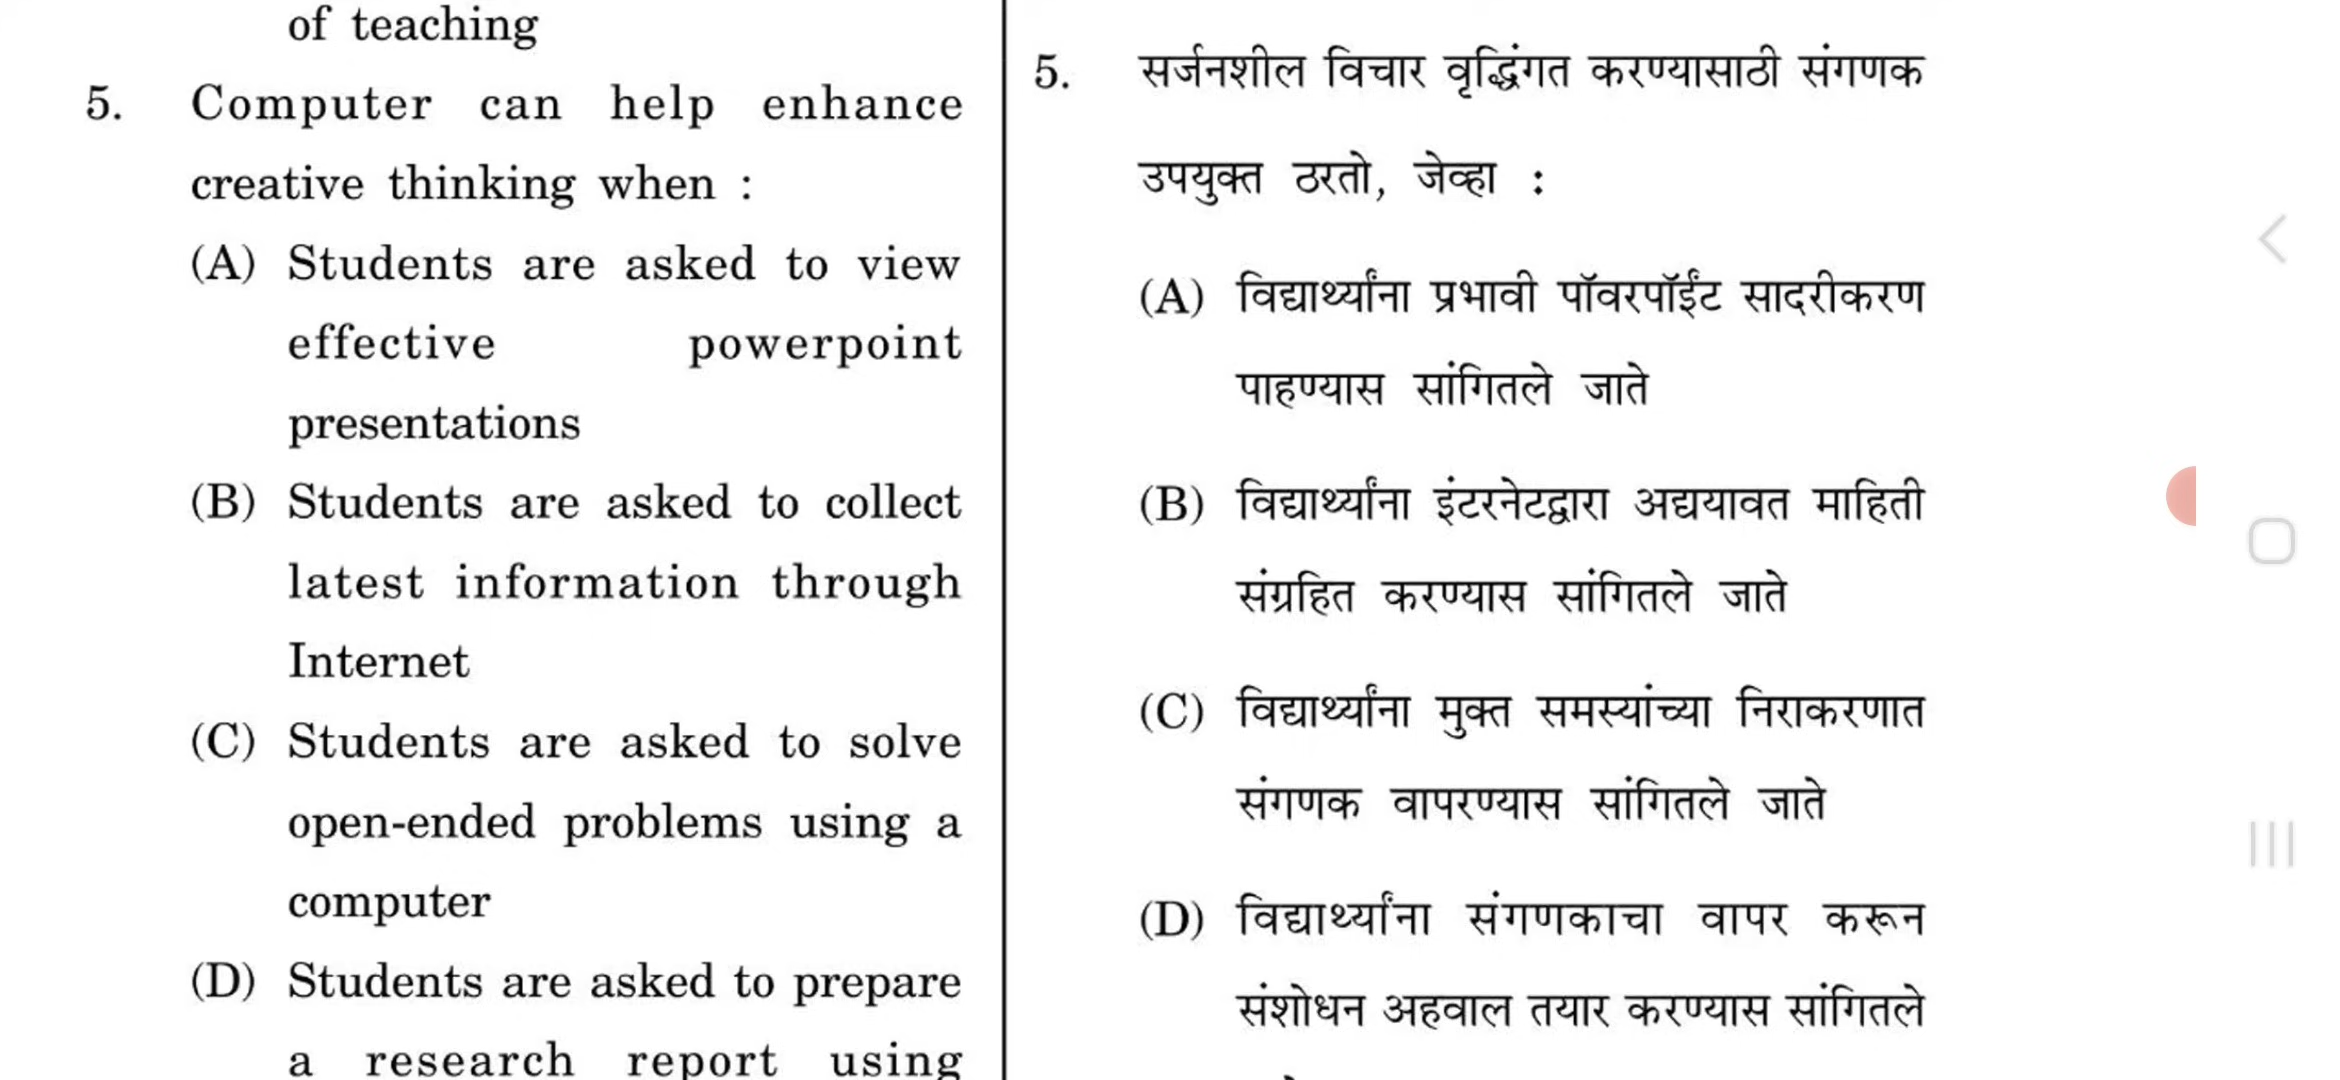 of teaching
5. Computer can help enhance
creative thinking when :
(A) Students are asked to view
effective powerpoint
presentations
(B) Students are asked to collect
latest information through
Internet
(C) Students are asked to solve
open-ended problems using a
computer
(D) Students are asked to prepare
a research report using
5. सर्जनशील विचार वृद्धिंगत करण्यासाठी संगणक
उपयुक्त ठरतो, जेव्हा :
(A) विद्यार्थ्यांना प्रभावी पॉवरपॉईंट सादरीकरण
पाहण्यास सांगितले जाते
(B) विद्यार्थ्यांना इंटरनेटद्वारा अद्ययावत माहिती
संग्रहित करण्यास सांगितले जाते
(C) विद्यार्थ्यांना मुक्त समस्यांच्या निराकरणात
संगणक वापरण्यास सांगितले जाते
(D) विद्यार्थ्यांना संगणकाचा वापर करून
संशोधन अहवाल तयार करण्यास सांगितले